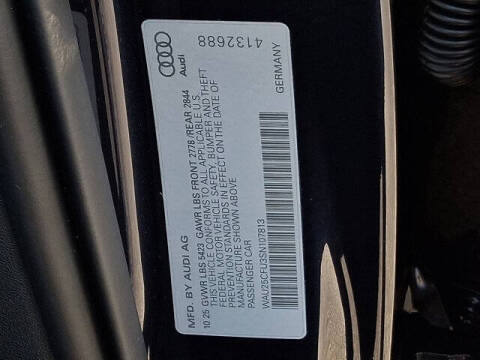 MFD. BY AUDI AG
10.25 GVWR LBS 5423 GAWR LBS FRONT 2778 /REAR 2844
THIS VEHICLE CONFORMS TO ALL APPLICABLE U.S.
FEDERAL MOTOR VEHICLE SAFETY, BUMPER AND THEFT
PREVENTION STANDARDS IN EFFECT ON THE DATE OF
MANUFACTURE SHOWN ABOVE
PASSENGER CAR
WAUZ5CFU3SN107813
GERMANY
Audi
4132688